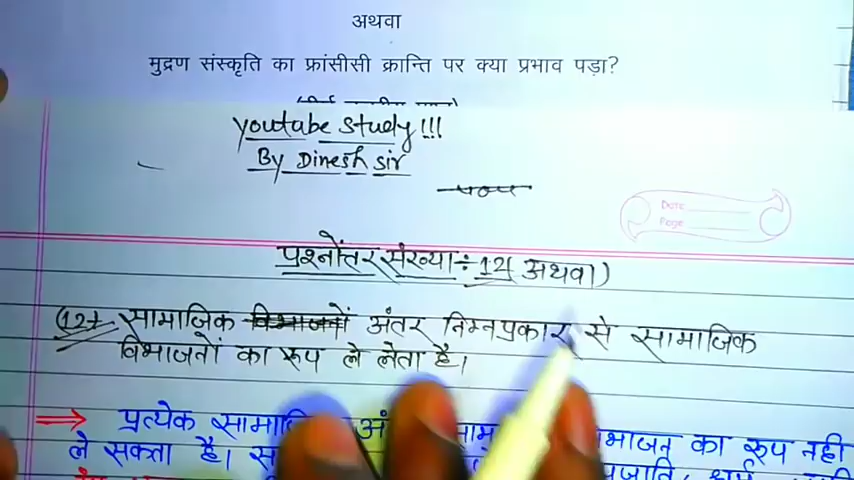 अथवा
मुद्रण संस्कृति का फ्रांसीसी क्रान्ति पर क्या प्रभाव पड़ा?
youtube study!!!
By Dinesh sir
Date
Page
प्रश्नोत्तर संख्या ÷ 12( अथवा)
(12→ सामाजिक विभाजनों अंतर निम्नप्रकार से सामाजिक
विभाजनों का रूप ले लेता है।
⇒ प्रत्येक सामाजिक का रूप नही
ले सकता है।